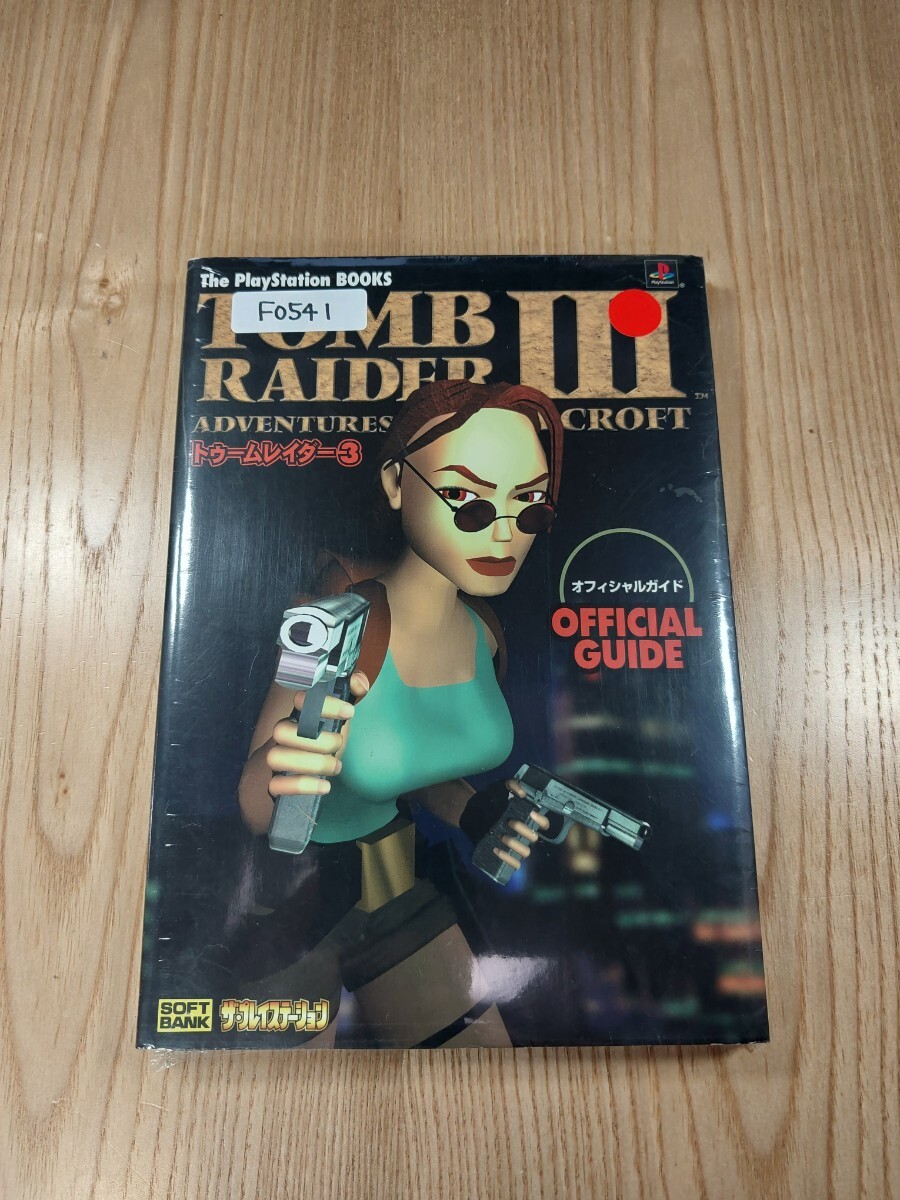 The PlayStation BOOKS
PlayStation
F0541
TOMB
RAIDER III
ADVENTURES CROFT
TM
トゥームレイダー3
オフィシャルガイド
OFFICIAL
GUIDE
SOFT
BANK
ザ・プレイステーション